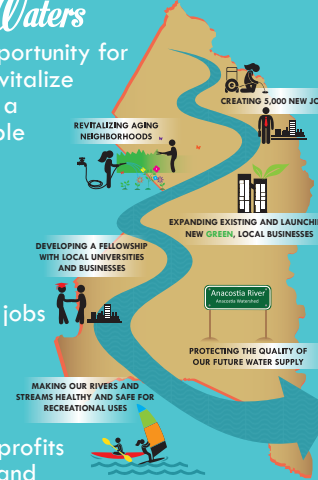 Waters
portunity for
vitalize
a
ble
CREATING 5,000 NEW JO
REVITALIZING AGING
NEIGHBORHOODS
EXPANDING EXISTING AND LAUNCHI
NEW GREEN, LOCAL BUSINESSES
DEVELOPING A FELLOWSHIP
WITH LOCAL UNIVERSITIES
AND BUSINESSES
Anacostia River
Anacostia Watershed
jobs
PROTECTING THE QUALITY OF
OUR FUTURE WATER SUPPLY
MAKING OUR RIVERS AND
STREAMS HEALTHY AND SAFE FOR
RECREATIONAL USES
profits
and